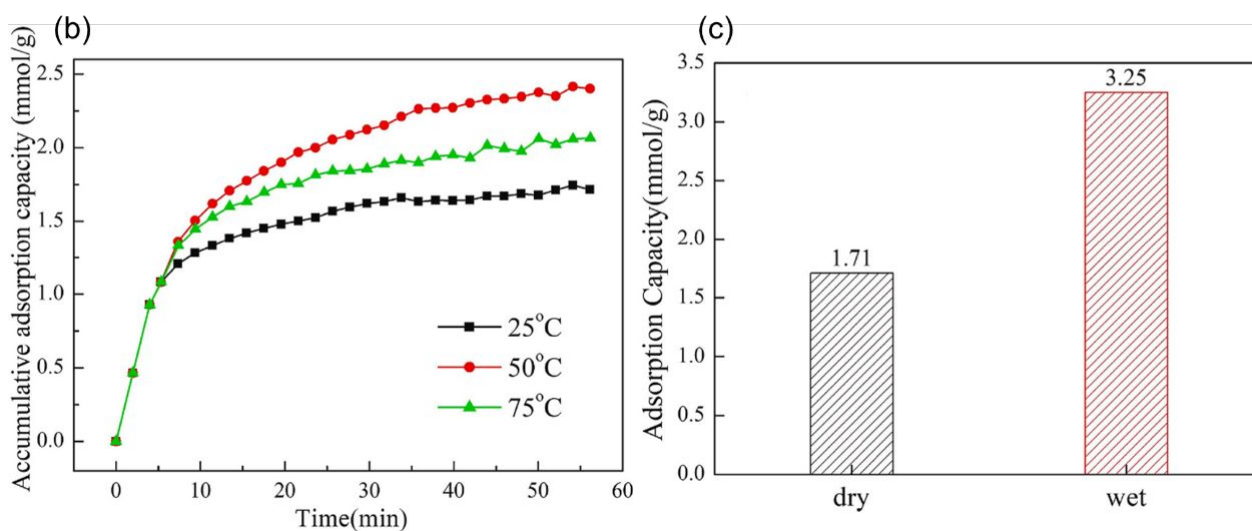 (b)
Accumulative adsorption capacity (mmol/g)
2.5
2.0
1.5
1.0
0.5
0.0
25°C
50°C
75°C
0 10 20 30 40 50 60
Time(min)
(c)
Adsorption Capacity(mmol/g)
3.5
3.0
2.5
2.0
1.5
1.0
0.5
0.0
1.71
3.25
dry wet